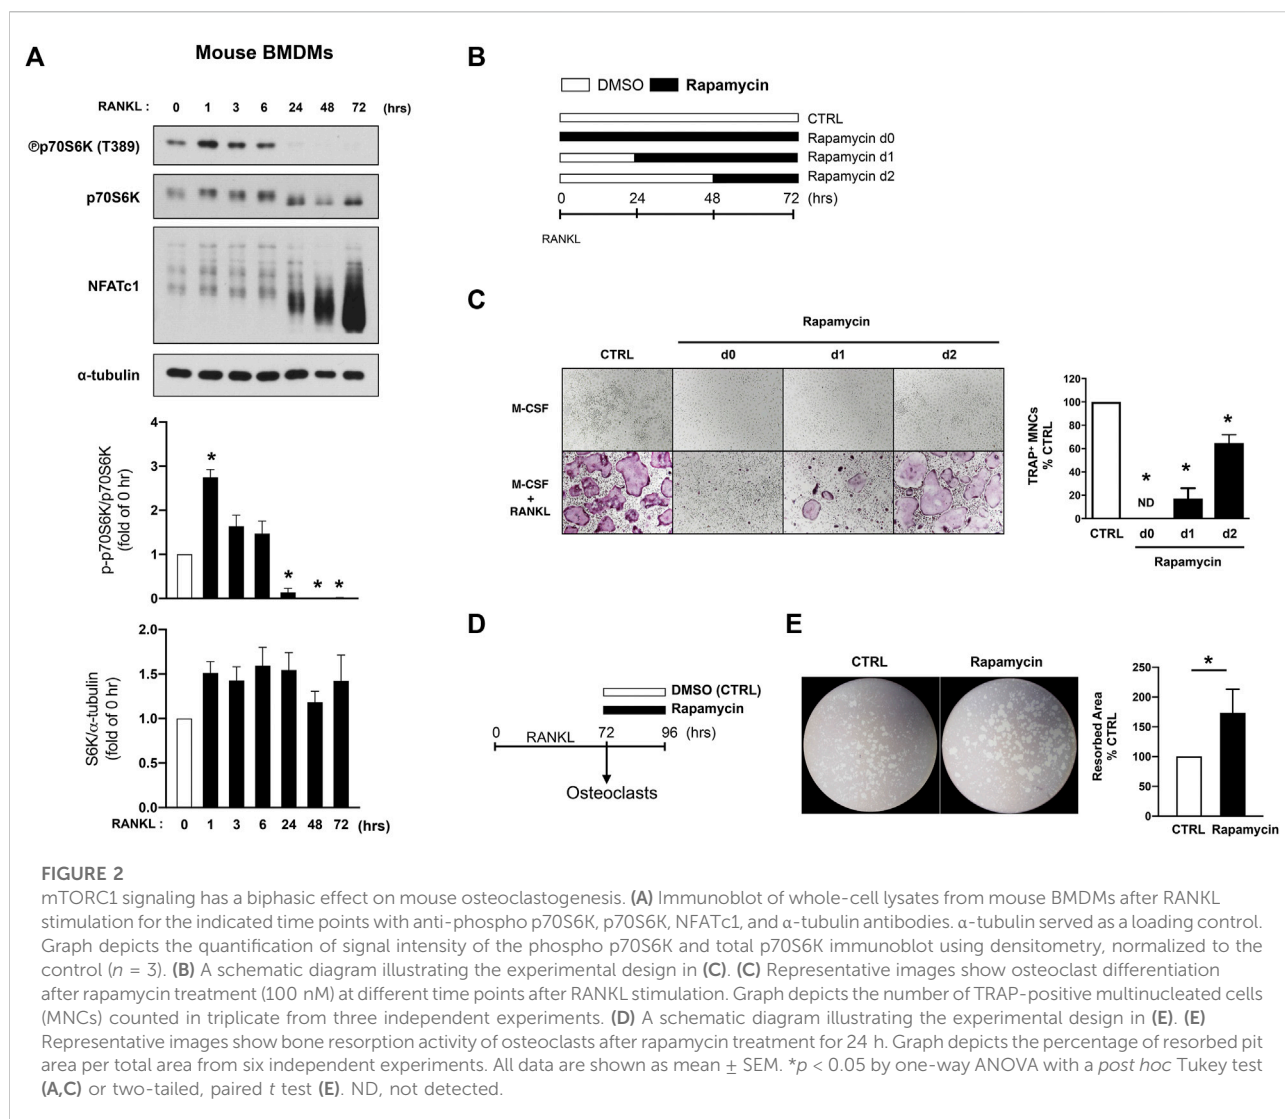 A
Mouse BMDMs
RANKL : 0 1 3 6 24 48 72 (hrs)
℗p70S6K (T389)
p70S6K
NFATc1
α-tubulin
p-p70S6K/p70S6K
(fold of 0 hr)
4
3
2
1
0
*
*
* *
S6K/α-tubulin
(fold of 0 hr)
2.0
1.5
1.0
0.5
0.0
RANKL : 0 1 3 6 24 48 72 (hrs)
B
DMSO Rapamycin
CTRL
Rapamycin d0
Rapamycin d1
Rapamycin d2
0 24 48 72 (hrs)
RANKL
C
Rapamycin
CTRL d0 d1 d2
M-CSF
M-CSF
+
RANKL
TRAP⁺ MNCs
% CTRL
120
100
80
60
40
20
0
*
ND
*
*
CTRL d0 d1 d2
Rapamycin
D
DMSO (CTRL)
Rapamycin
0 RANKL 72 96 (hrs)
Osteoclasts
E
CTRL Rapamycin
Resorbed Area
% CTRL
250
200
150
100
50
0
*
CTRL Rapamycin
FIGURE 2
mTORC1 signaling has a biphasic effect on mouse osteoclastogenesis. (A) Immunoblot of whole-cell lysates from mouse BMDMs after RANKL
stimulation for the indicated time points with anti-phospho p70S6K, p70S6K, NFATc1, and α-tubulin antibodies. α-tubulin served as a loading control.
Graph depicts the quantification of signal intensity of the phospho p70S6K and total p70S6K immunoblot using densitometry, normalized to the
control (n = 3). (B) A schematic diagram illustrating the experimental design in (C). (C) Representative images show osteoclast differentiation
after rapamycin treatment (100 nM) at different time points after RANKL stimulation. Graph depicts the number of TRAP-positive multinucleated cells
(MNCs) counted in triplicate from three independent experiments. (D) A schematic diagram illustrating the experimental design in (E). (E)
Representative images show bone resorption activity of osteoclasts after rapamycin treatment for 24 h. Graph depicts the percentage of resorbed pit
area per total area from six independent experiments. All data are shown as mean ± SEM. *p < 0.05 by one-way ANOVA with a post hoc Tukey test
(A,C) or two-tailed, paired t test (E). ND, not detected.